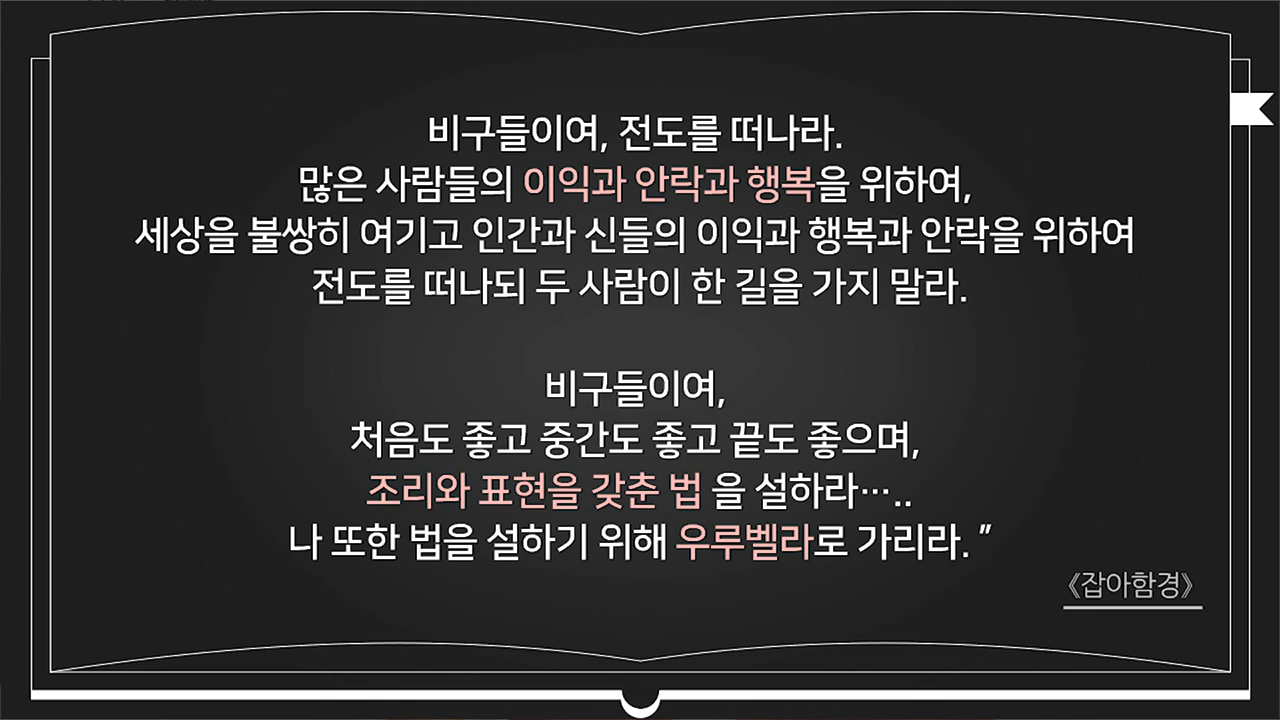 비구들이여, 전도를 떠나라.
많은 사람들의 이익과 안락과 행복을 위하여,
세상을 불쌍히 여기고 인간과 신들의 이익과 행복과 안락을 위하여
전도를 떠나되 두 사람이 한 길을 가지 말라.
비구들이여,
처음도 좋고 중간도 좋고 끝도 좋으며,
조리와 표현을 갖춘 법 을 설하라…..
나 또한 법을 설하기 위해 우루벨라로 가리라. ”
《잡아함경》